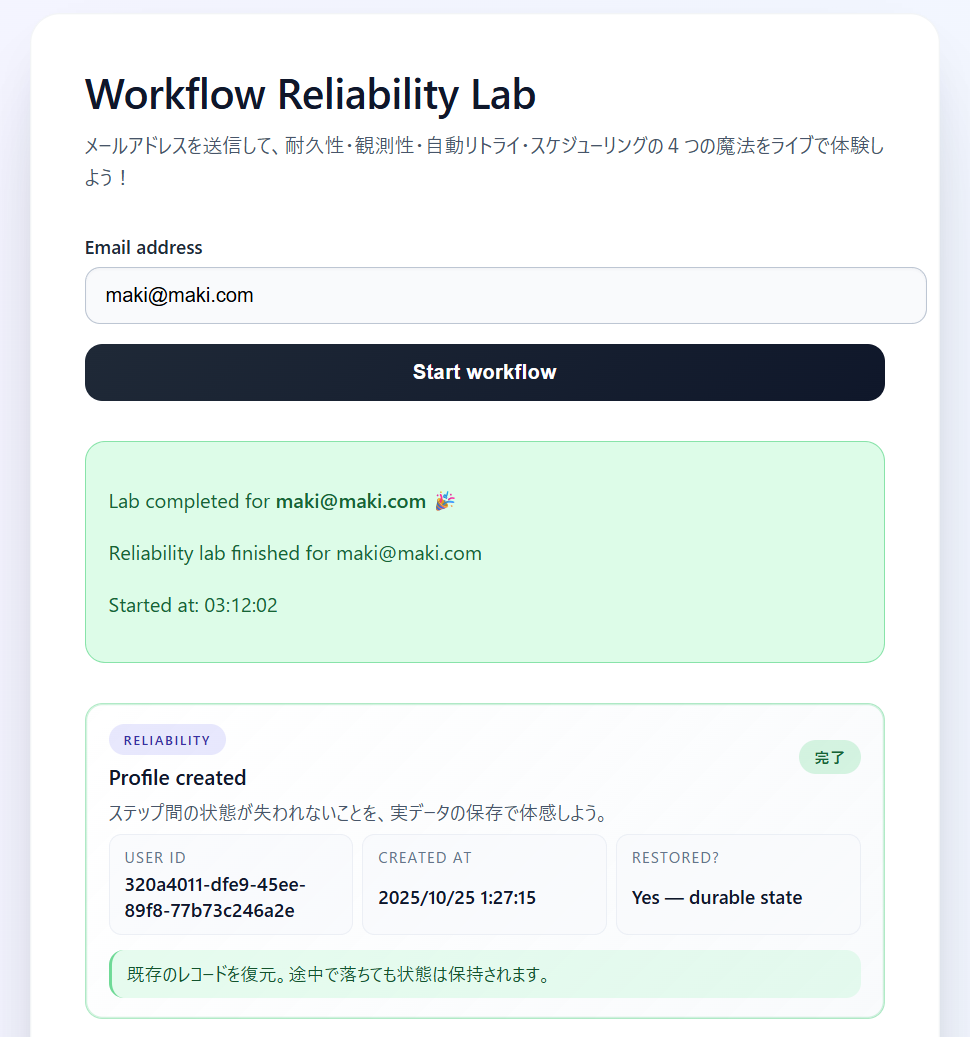 Workflow Reliability Lab
メールアドレスを送信して、耐久性・観測性・自動リトライ・スケジューリングの 4 つの魔法をライブで体験し
よう！
Email address
maki@maki.com
Start workflow
Lab completed for maki@maki.com 🎉
Reliability lab finished for maki@maki.com
Started at: 03:12:02
RELIABILITY
完了
Profile created
ステップ間の状態が失われないことを、実データの保存で体感しよう。
USER ID
320a4011-dfe9-45ee-
89f8-77b73c246a2e
CREATED AT
2025/10/25 1:27:15
RESTORED?
Yes — durable state
既存のレコードを復元。途中で落ちても状態は保持されます。